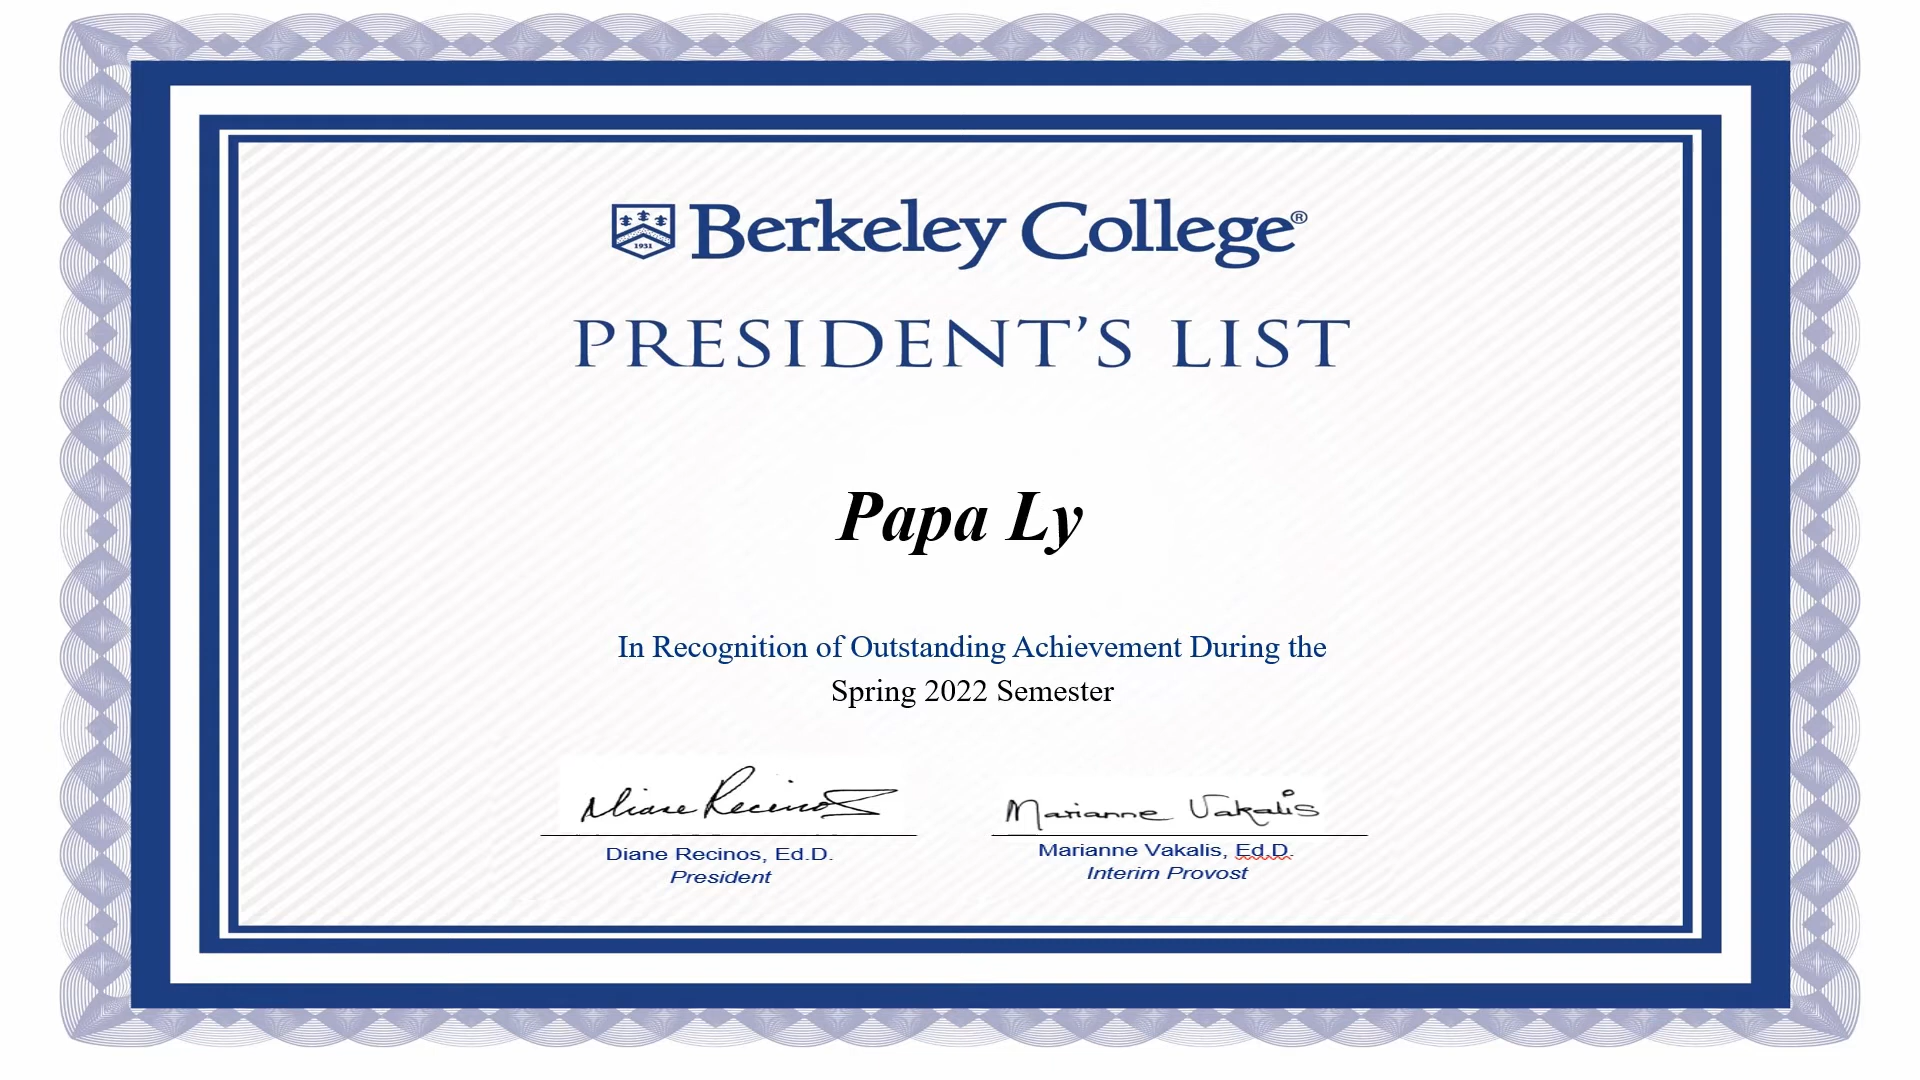 1931
Berkeley College®
PRESIDENT'S LIST
Papa Ly
In Recognition of Outstanding Achievement During the
Spring 2022 Semester
Diane Recinos
Marianne Vakalis
Diane Recinos, Ed.D.
President
Marianne Vakalis, Ed.D.
Interim Provost